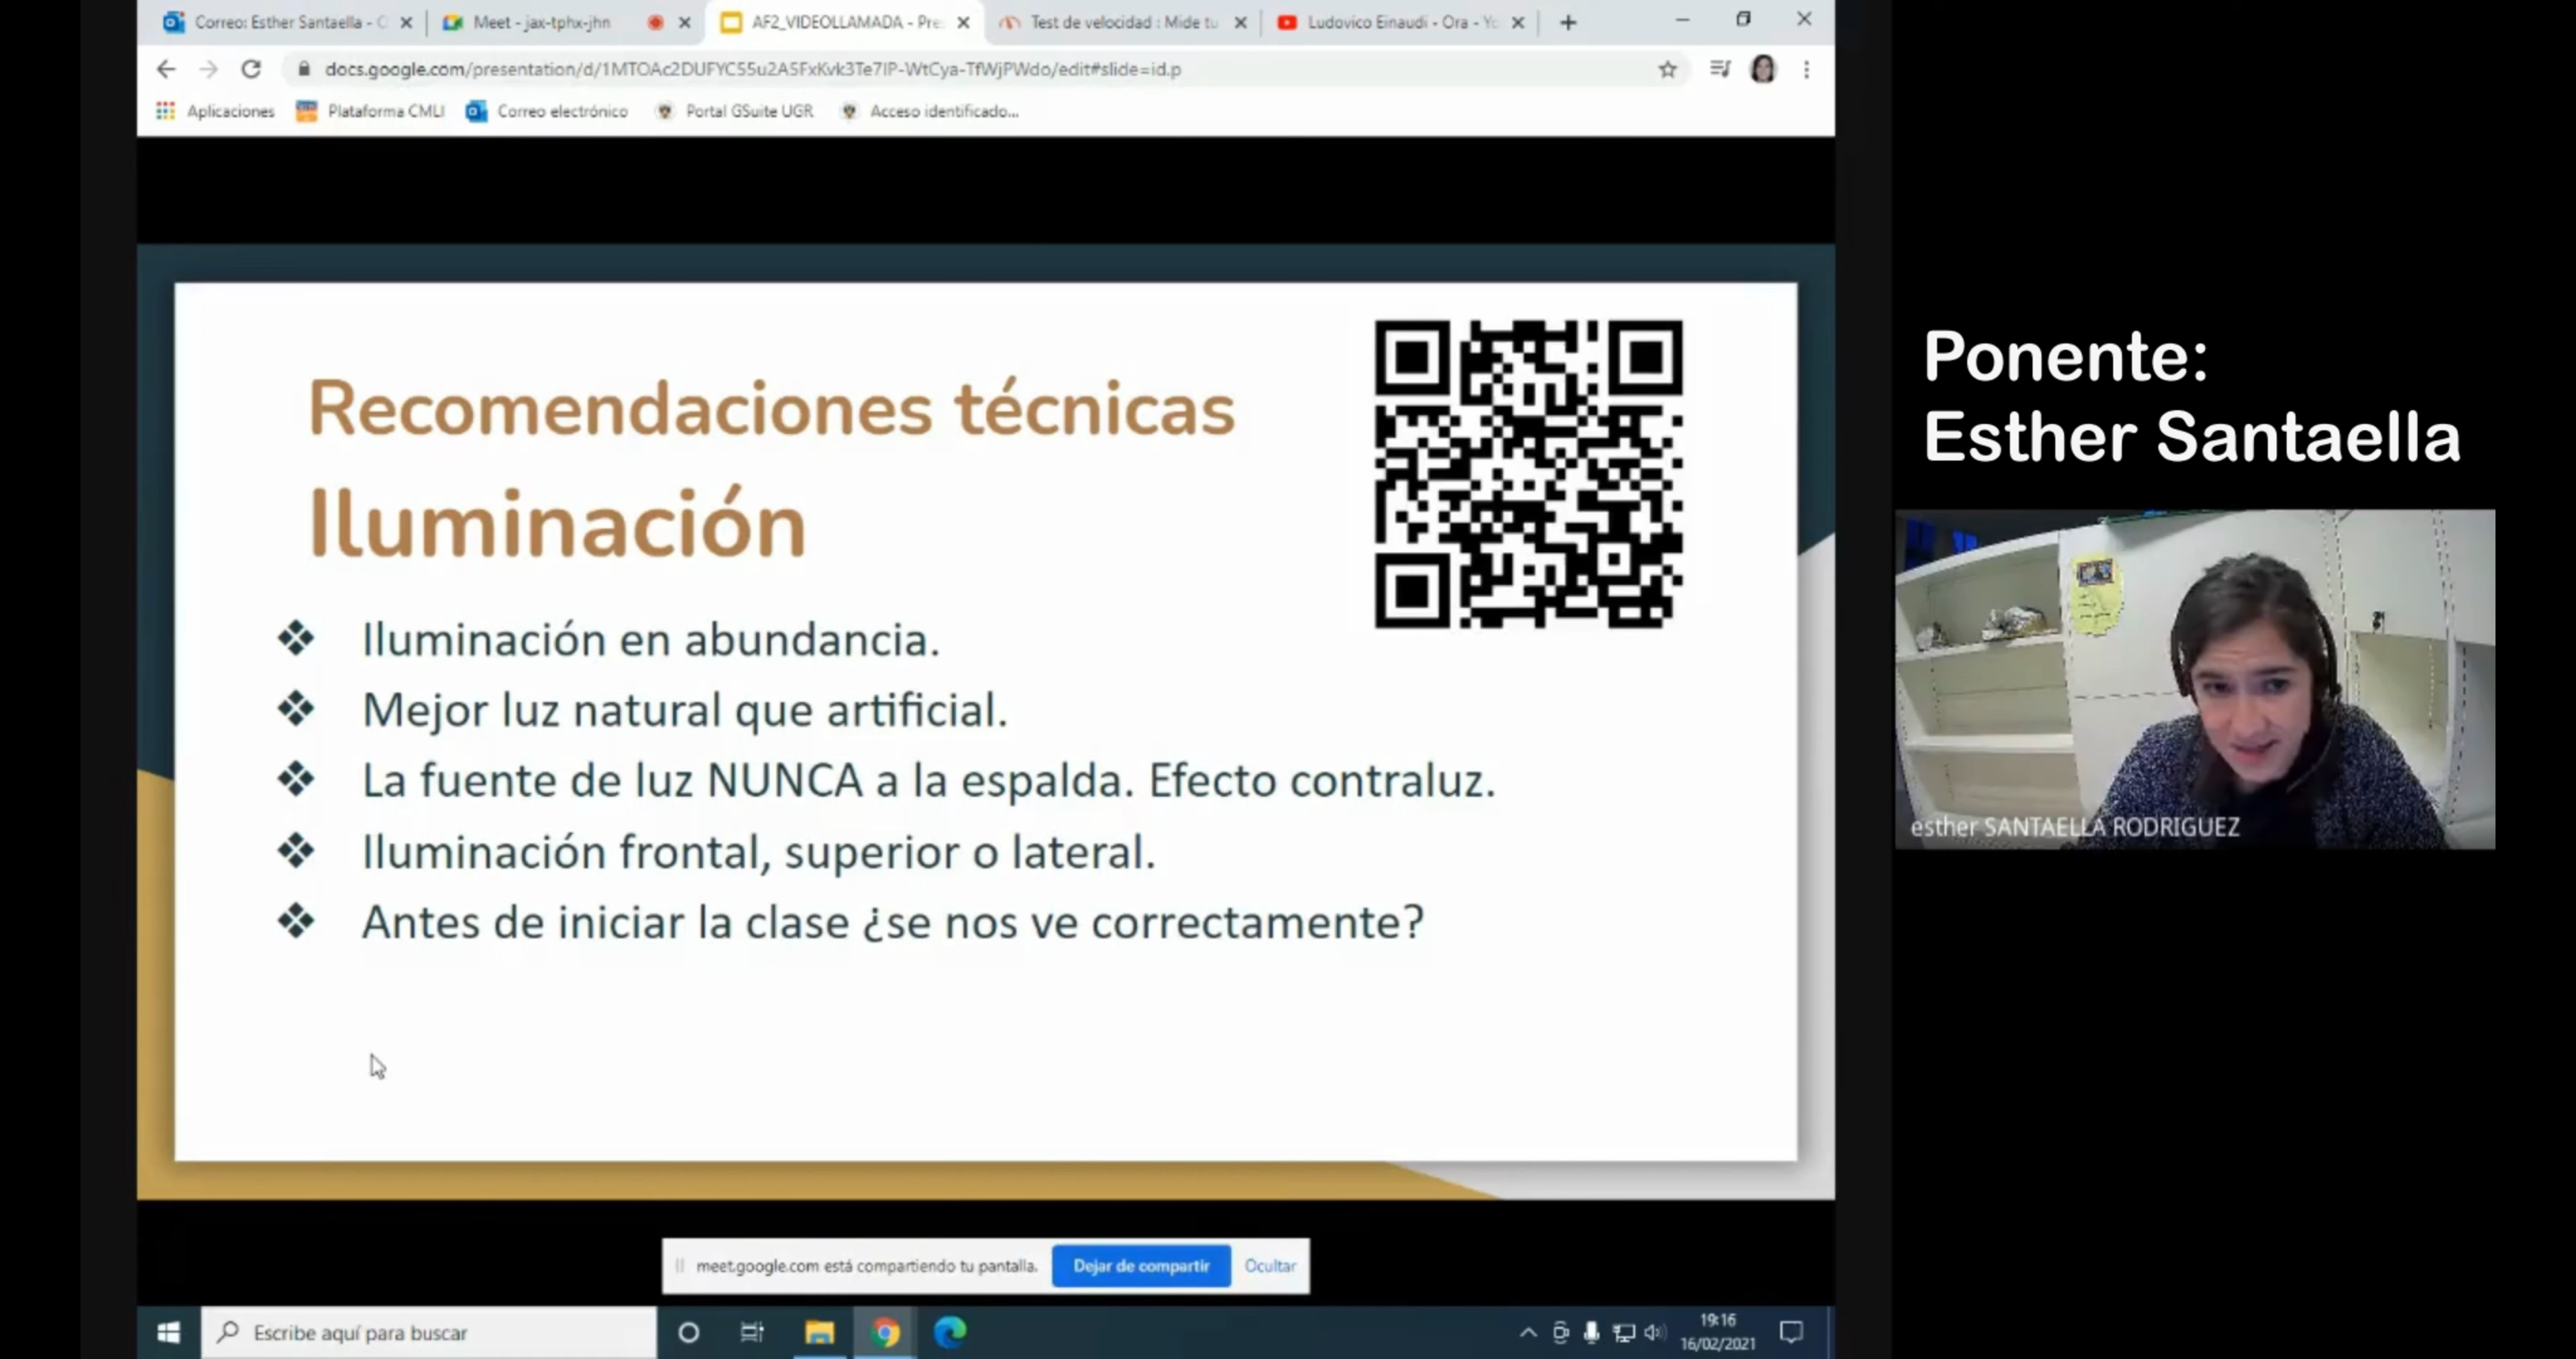 Correo: Esther Santaella - O
Meet - jax-tphx-jhn
AF2_VIDEOLLAMADA - Pre
Test de velocidad : Mide tu
Ludovico Einaudi - Ora - Yo
docs.google.com/presentation/d/1MTOAc2DUFYC55u2A5FxKvk3Te7IP-WtCya-TfWjPWdo/edit#slide=id.p
Aplicaciones
Plataforma CMLI
Correo electrónico
Portal GSuite UGR
Acceso identificado...
Recomendaciones técnicas
Iluminación
❖ Iluminación en abundancia.
❖ Mejor luz natural que artificial.
❖ La fuente de luz NUNCA a la espalda. Efecto contraluz.
❖ Iluminación frontal, superior o lateral.
❖ Antes de iniciar la clase ¿se nos ve correctamente?
Ponente:
Esther Santaella
esther SANTAELLA RODRIGUEZ
meet.google.com está compartiendo tu pantalla.
Dejar de compartir
Ocultar
Escribe aquí para buscar
19:16
16/02/2021